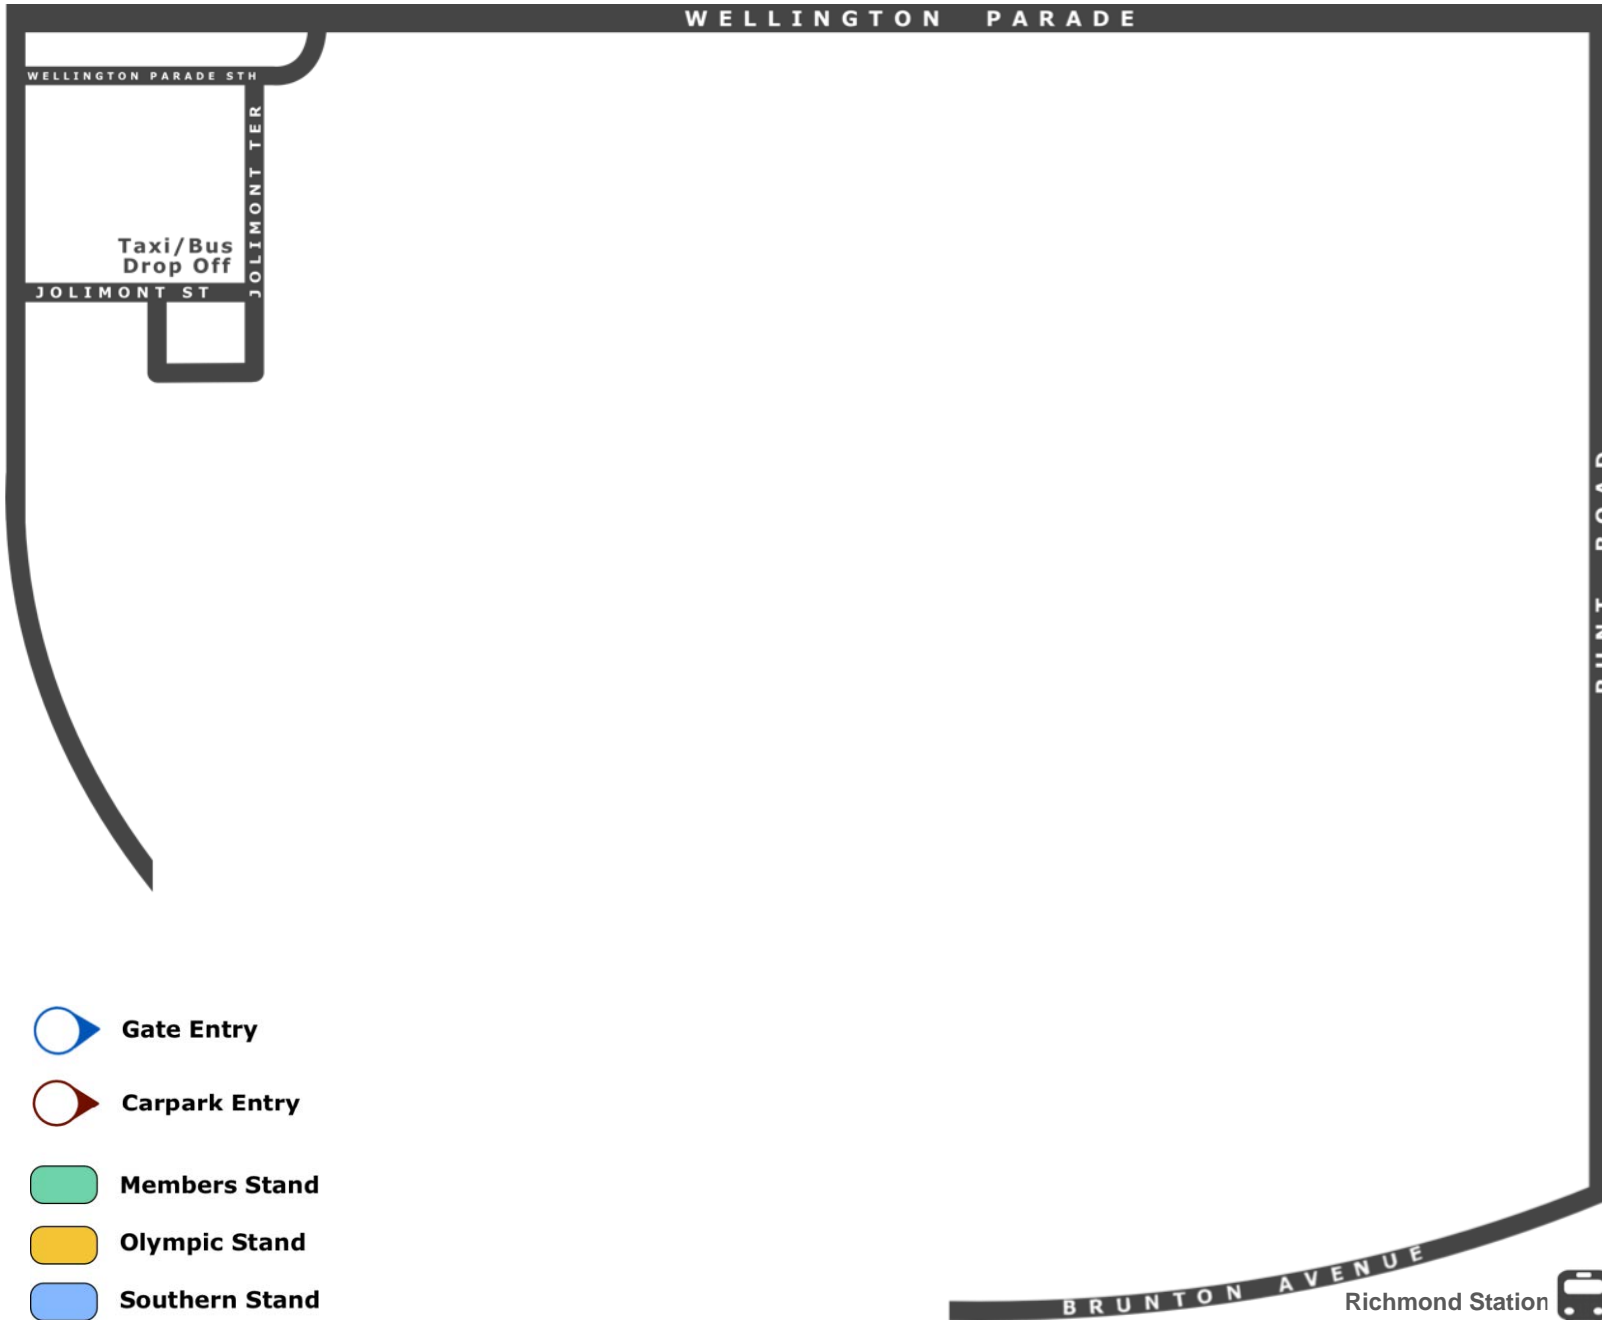 WELLINGTON PARADE
WELLINGTON PARADE STH
JOLIMONT TER
Taxi/Bus
Drop Off
JOLIMONT ST
PUNT ROAD
Gate Entry
Carpark Entry
Members Stand
Olympic Stand
Southern Stand
BRUNTON AVENUE
Richmond Station